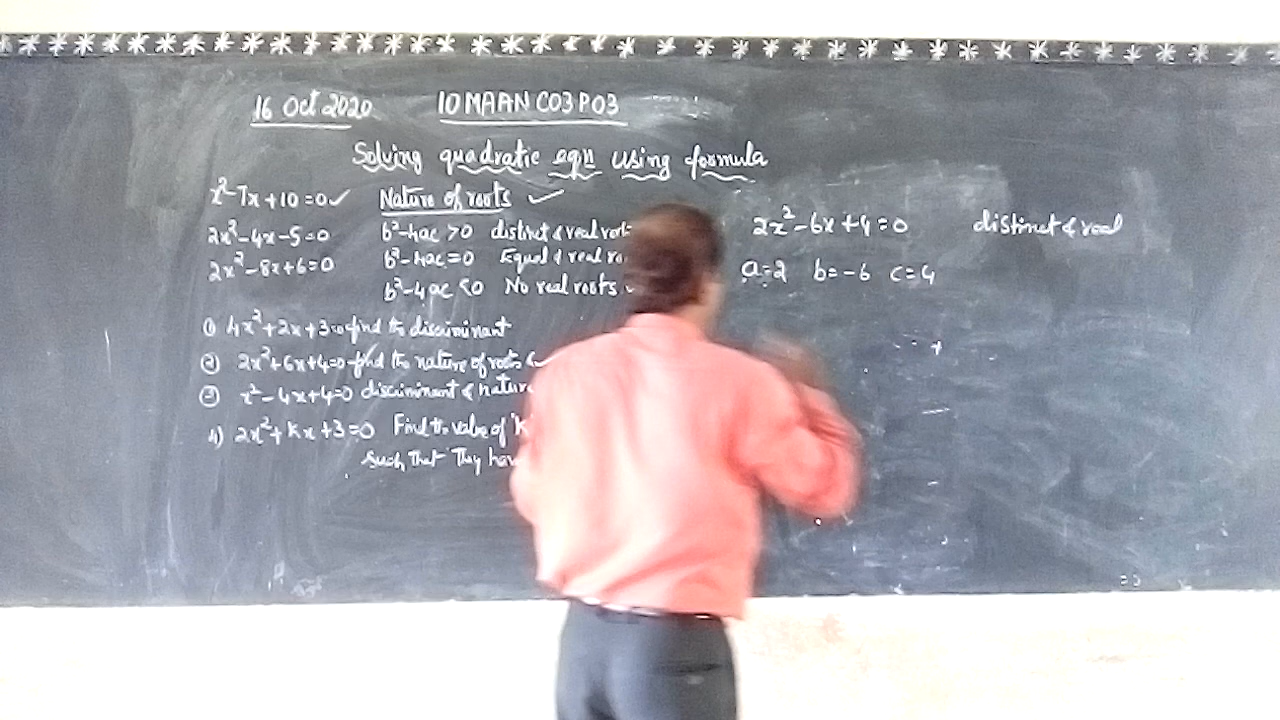 16 Oct 2020 10MAAN CO3PO3
Solving quadratic eqn using formula
x²-7x+10=0✓ Nature of roots ✓
2x²-4x-5=0 b²-4ac >0 distinct & real
2x²-8x+6=0 b²-4ac=0 Equal & real
b²-4ac <0 No real roots
① 4x²+2x+3=0 find the discriminant
② 2x²+6x+4=0 find the nature of roots
③ x²-4x+4=0 discriminant &
4) 2x²+Kx+3=0 Find the value of 'K
such that They
2x²-6x+4=0 distinct & real
a=2 b=-6 c=4
=0